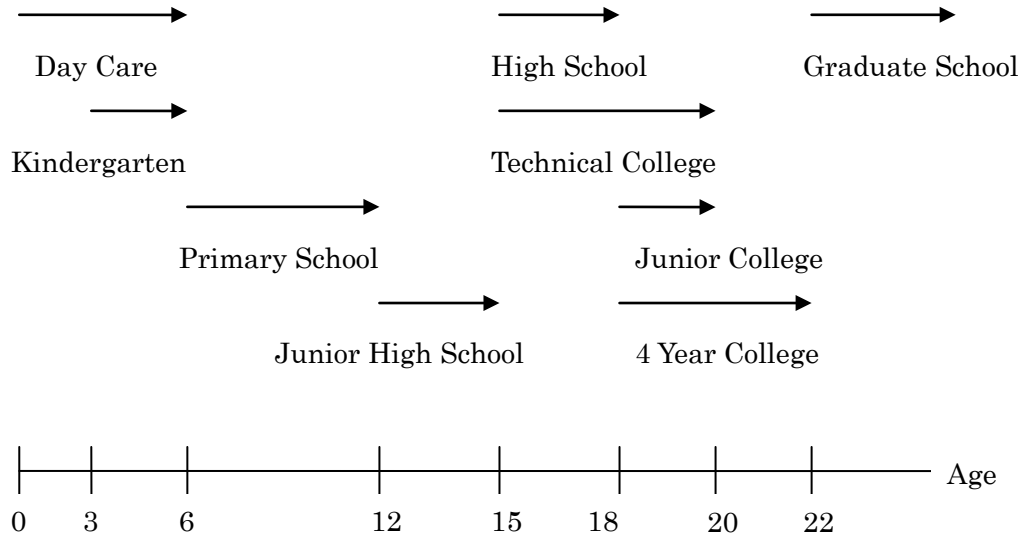 Day Care
High School
Graduate School
Kindergarten
Technical College
Primary School
Junior College
Junior High School
4 Year College
Age
0 3 6 12 15 18 20 22